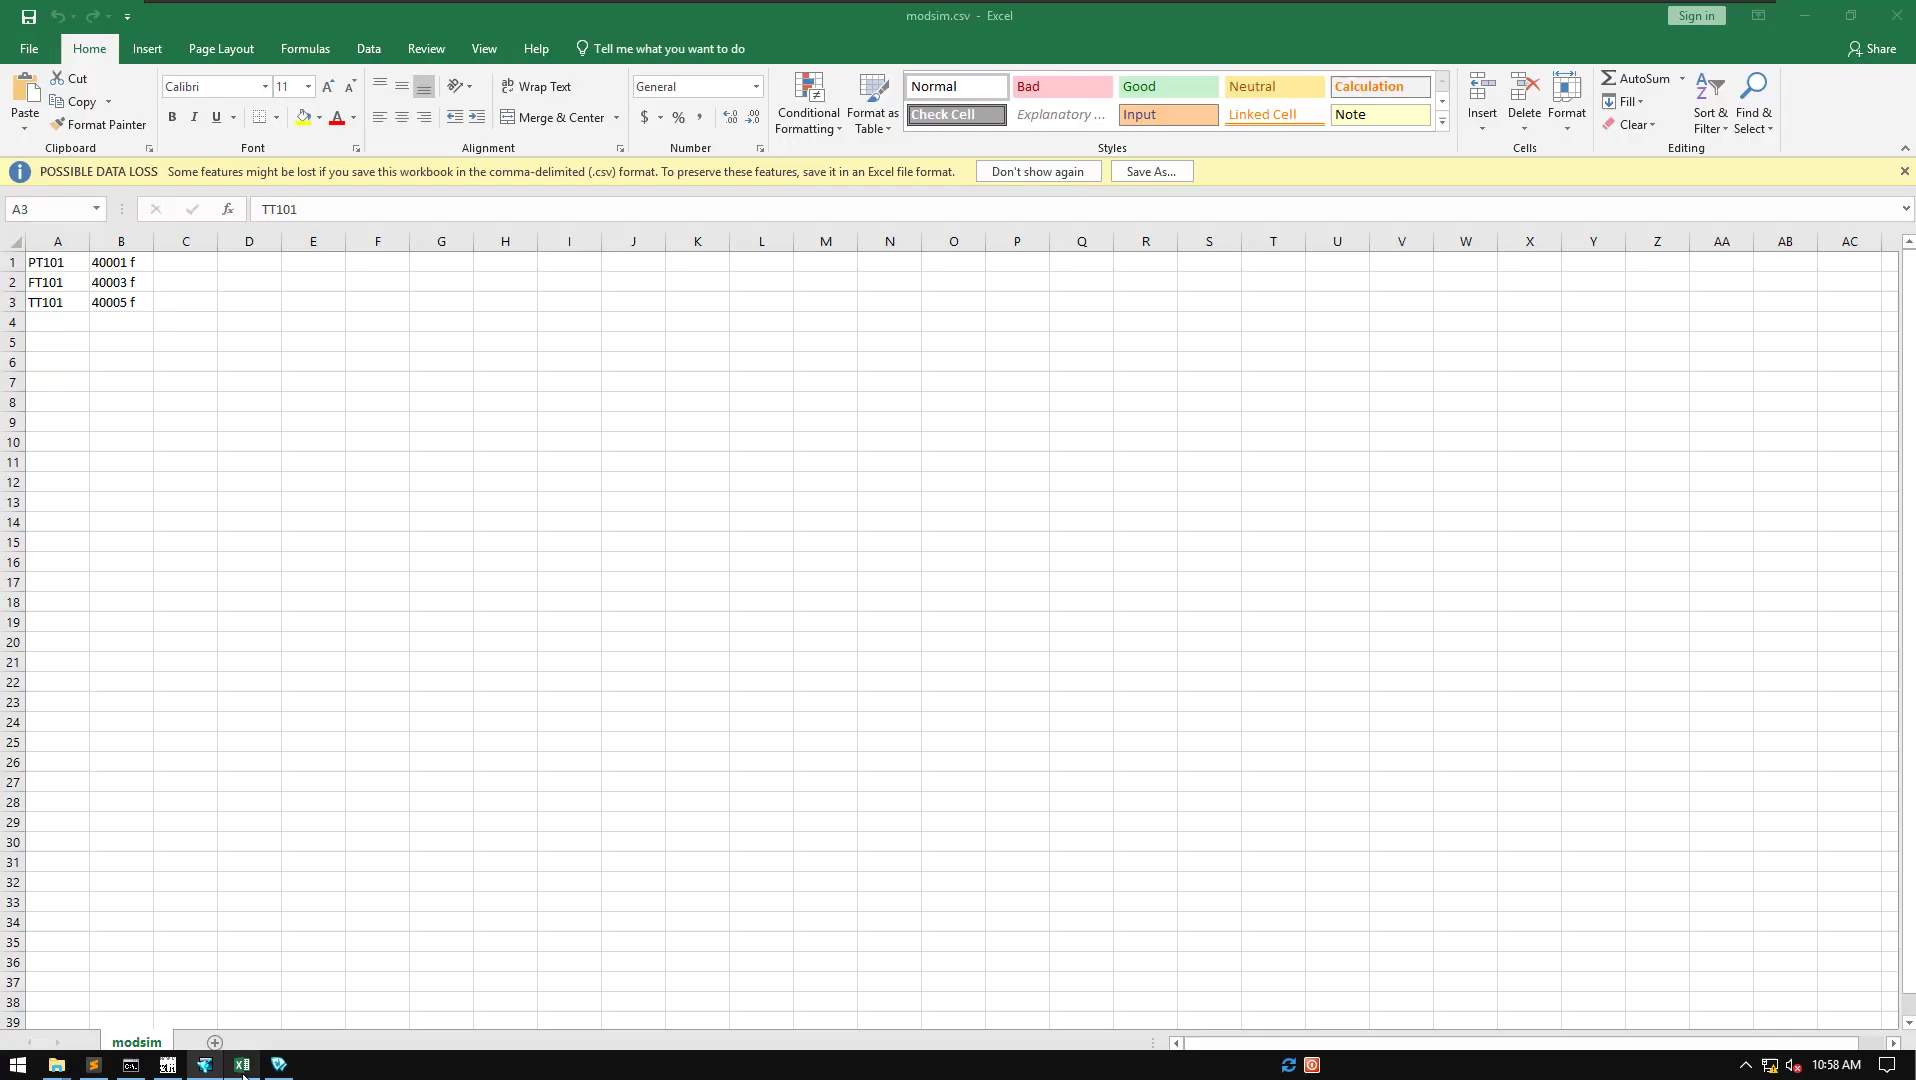 modsim.csv - Excel
Sign in
File Home Insert Page Layout Formulas Data Review View Help Tell me what you want to do Share
Paste
Cut
Copy
Format Painter
Clipboard
Calibri 11 A A
B I U A
Font
ab Wrap Text
Merge & Center
Alignment
General
$ % ,
Number
Conditional Formatting
Format as Table
Normal Bad Good Neutral Calculation
Check Cell Explanatory ... Input Linked Cell Note
Styles
Insert Delete Format
Cells
AutoSum
Fill
Clear
Sort & Filter
Find & Select
Editing
POSSIBLE DATA LOSS Some features might be lost if you save this workbook in the comma-delimited (.csv) format. To preserve these features, save it in an Excel file format. Don't show again Save As...
A3 fx TT101
A B C D E F G H I J K L M N O P Q R S T U V W X Y Z AA AB AC
1 PT101 40001 f
2 FT101 40003 f
3 TT101 40005 f
4
5
6
7
8
9
10
11
12
13
14
15
16
17
18
19
20
21
22
23
24
25
26
27
28
29
30
31
32
33
34
35
36
37
38
39
modsim
10:58 AM